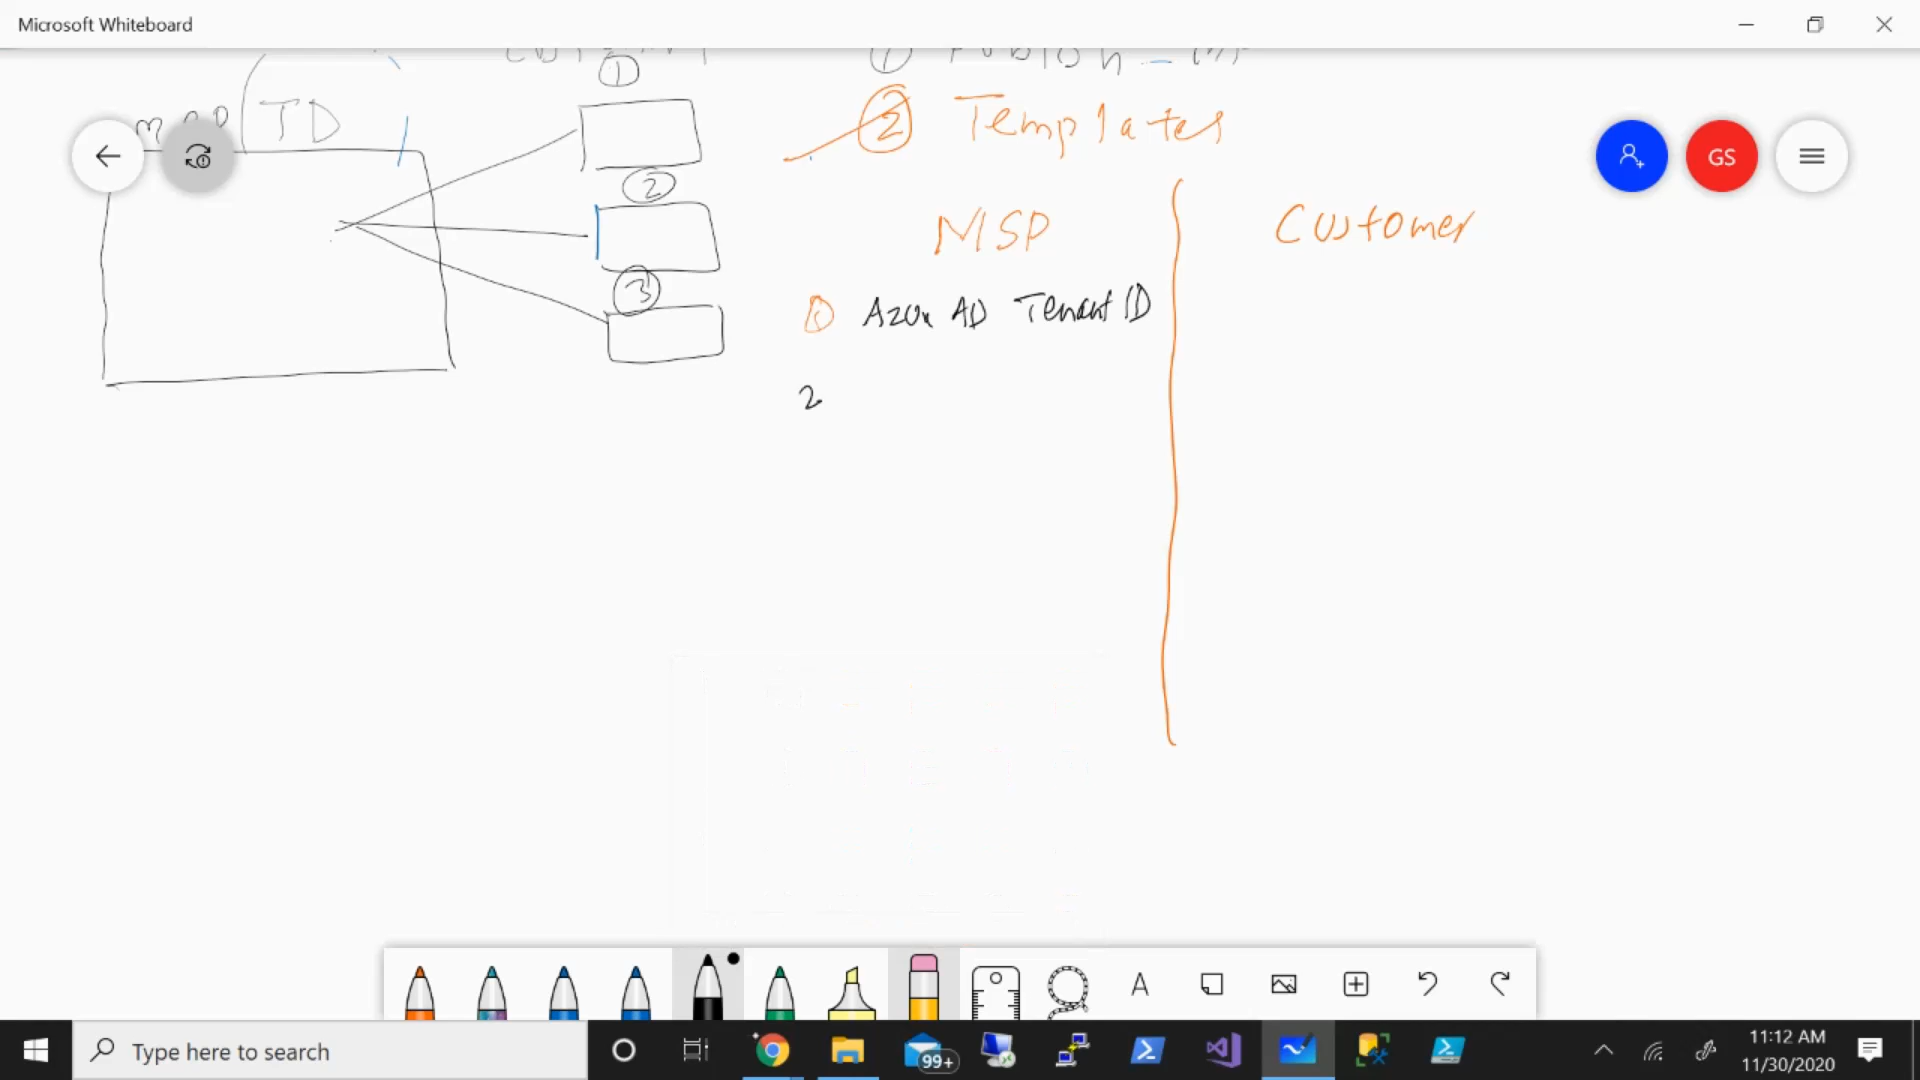 Microsoft Whiteboard
TD
①
②
③
② Templates
MSP
Customer
① Azure AD Tenant ID
2
GS
A
Type here to search
99+
11:12 AM
11/30/2020